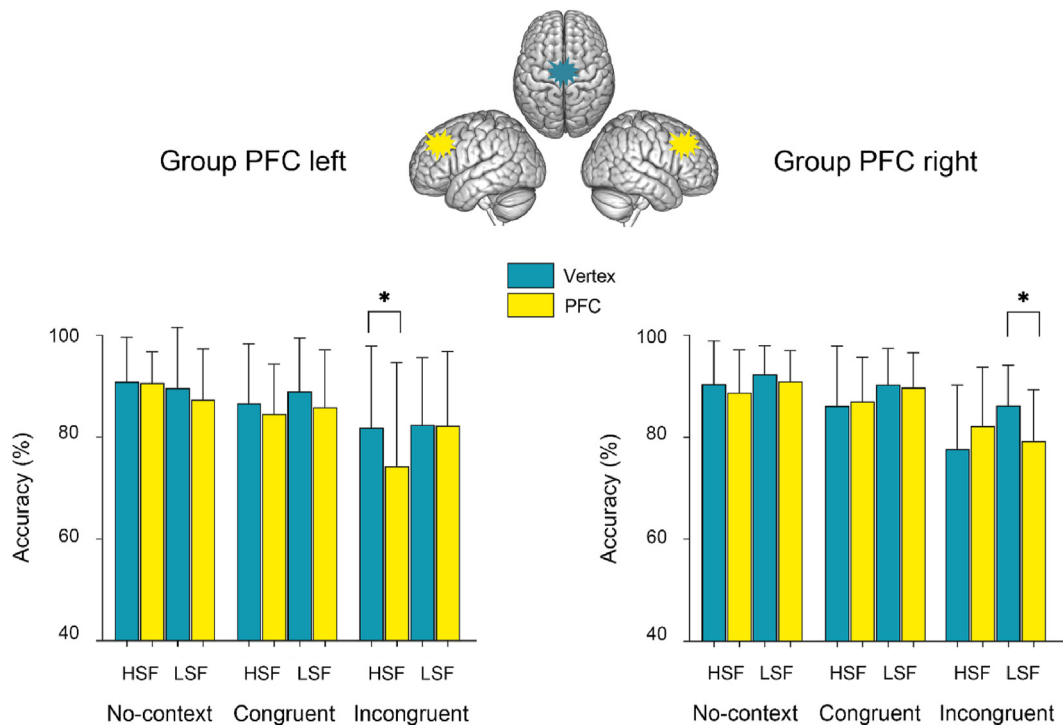 Group PFC left
Group PFC right
Vertex
PFC
*
100
80
60
40
Accuracy (%)
HSF LSF HSF LSF HSF LSF
No-context Congruent Incongruent
*
100
80
60
40
Accuracy (%)
HSF LSF HSF LSF HSF LSF
No-context Congruent Incongruent